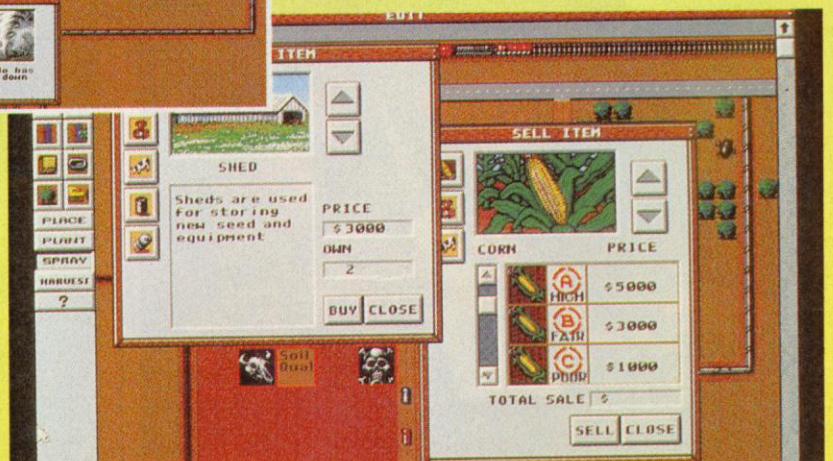 EDIT
ITEM
SHED
Sheds are used
for storing
new seed and
equipment
PRICE
$3000
OWN
2
BUY CLOSE
PLACE
PLANT
SPRAY
HARVEST
?
SELL ITEM
CORN PRICE
A
HIGH
$5000
B
FAIR
$3000
C
POOR
$1000
TOTAL SALE $
SELL CLOSE
Soil
Qual
has
down